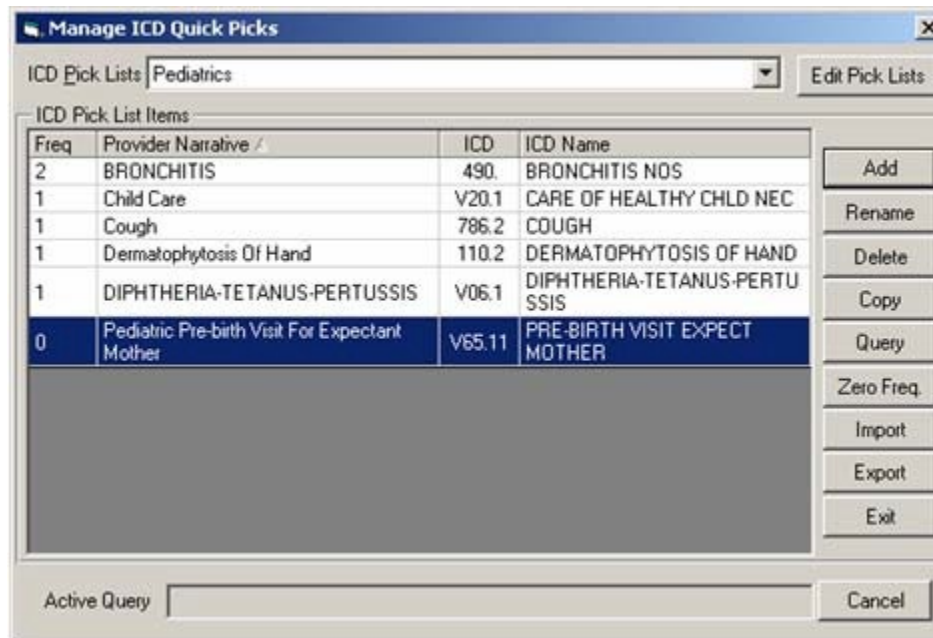 Manage ICD Quick Picks
ICD Pick Lists Pediatrics Edit Pick Lists
ICD Pick List Items
Freq Provider Narrative ICD ICD Name
2 BRONCHITIS 490. BRONCHITIS NOS
1 Child Care V20.1 CARE OF HEALTHY CHLD NEC
1 Cough 786.2 COUGH
1 Dermatophytosis Of Hand 110.2 DERMATOPHYTOSIS OF HAND
1 DIPHTHERIA-TETANUS-PERTUSSIS V06.1 DIPHTHERIA-TETANUS-PERTU
SSIS
0 Pediatric Pre-birth Visit For Expectant V65.11 PRE-BIRTH VISIT EXPECT
Mother MOTHER
Add
Rename
Delete
Copy
Query
Zero Freq.
Import
Export
Exit
Active Query Cancel